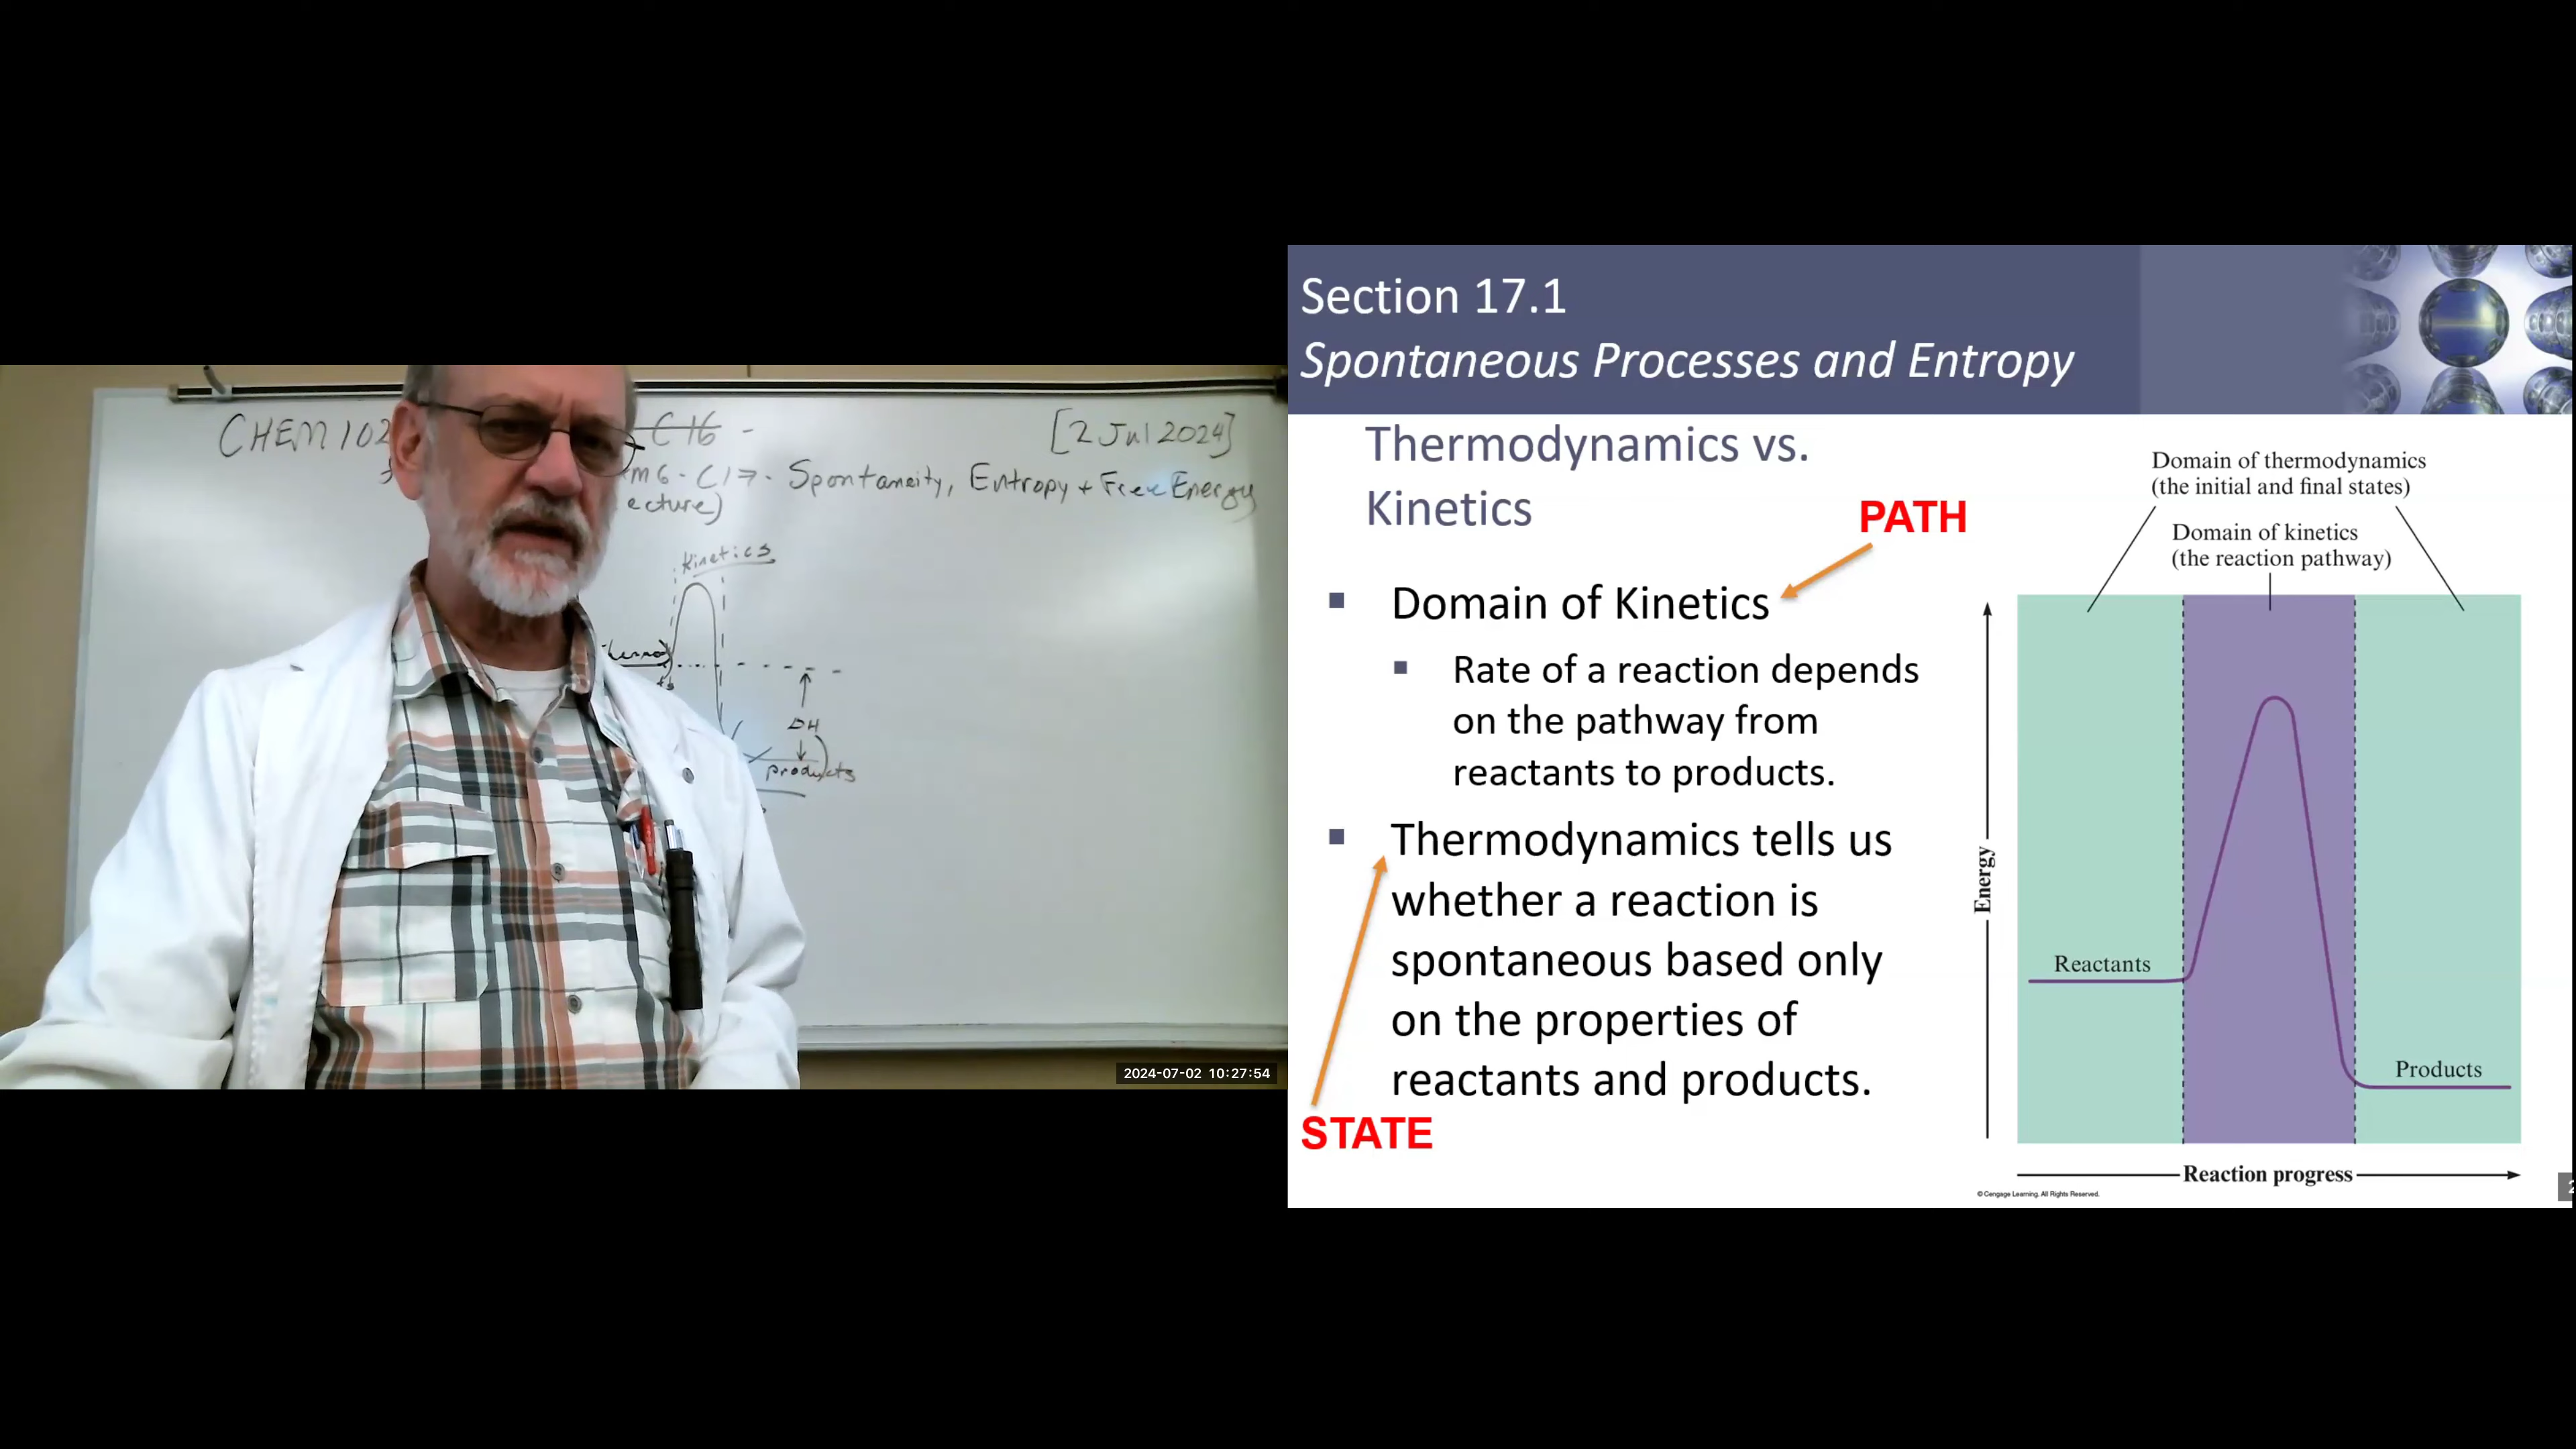 CHEM 102
C16 -
[2 Jul 2024]
C17 - Spontaneity, Entropy + Free Energy
ecture)
Kinetics
ΔH
products
2024-07-02 10:27:54
Section 17.1
Spontaneous Processes and Entropy
Thermodynamics vs.
Kinetics
PATH
▪ Domain of Kinetics
▪ Rate of a reaction depends
on the pathway from
reactants to products.
▪ Thermodynamics tells us
whether a reaction is
spontaneous based only
on the properties of
reactants and products.
STATE
Domain of thermodynamics
(the initial and final states)
Domain of kinetics
(the reaction pathway)
Energy
Reactants
Products
Reaction progress
© Cengage Learning. All Rights Reserved.